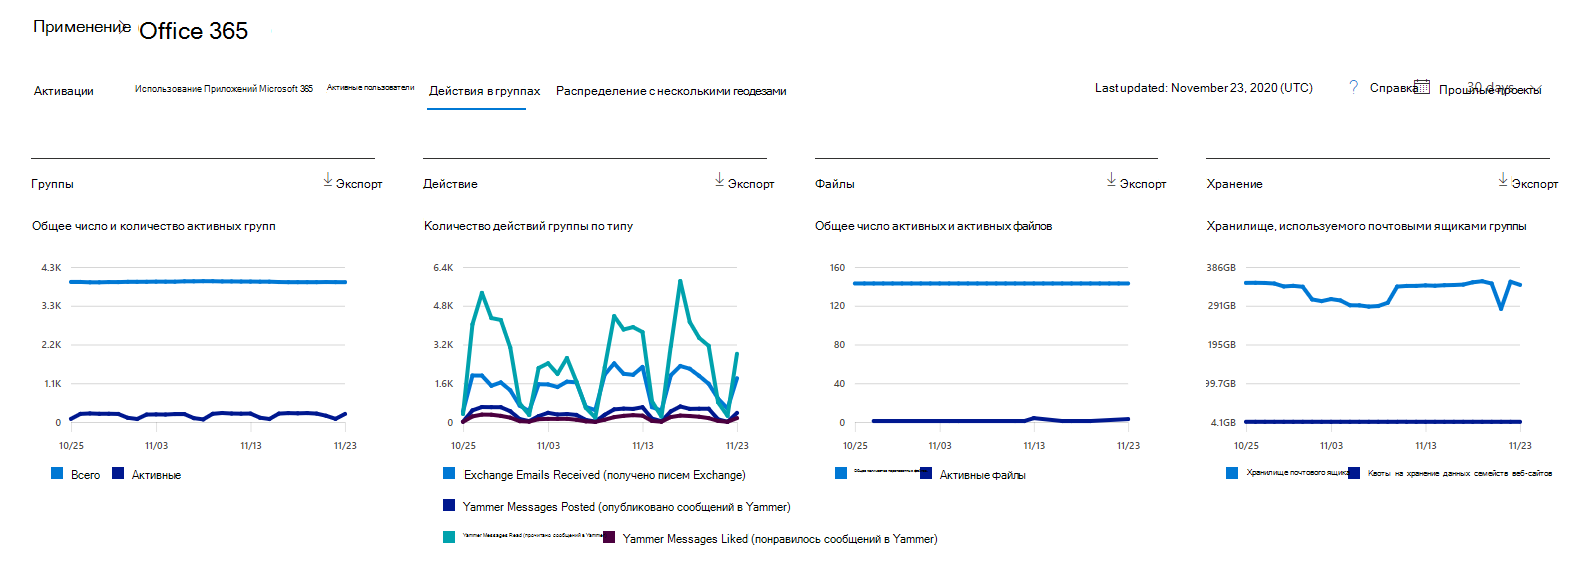 Применение Office 365
Активации Использование Приложений Microsoft 365 Активные пользователи Действия в группах Распределение с несколькими геодезами Last updated: November 23, 2020 (UTC) ? Справка Прошлые проекты 30 days
Группы Экспорт
Общее число и количество активных групп
4.3K
3.3K
2.2K
1.1K
0
10/25 11/03 11/13 11/23
Всего Активные
Действие Экспорт
Количество действий группы по типу
6.4K
4.8K
3.2K
1.6K
0
10/25 11/03 11/13 11/23
Exchange Emails Received (получено писем Exchange)
Yammer Messages Posted (опубликовано сообщений в Yammer)
Yammer Messages Read (прочитано сообщений в Yammer) Yammer Messages Liked (понравилось сообщений в Yammer)
Файлы Экспорт
Общее число активных и активных файлов
160
120
80
40
0
10/25 11/03 11/13 11/23
Активные файлы
Хранение Экспорт
Хранилище, используемого почтовыми ящиками группы
386GB
291GB
195GB
99.7GB
4.1GB
10/25 11/03 11/13 11/23
Хранилище почтового ящика Квоты на хранение данных семейств веб-сайтов